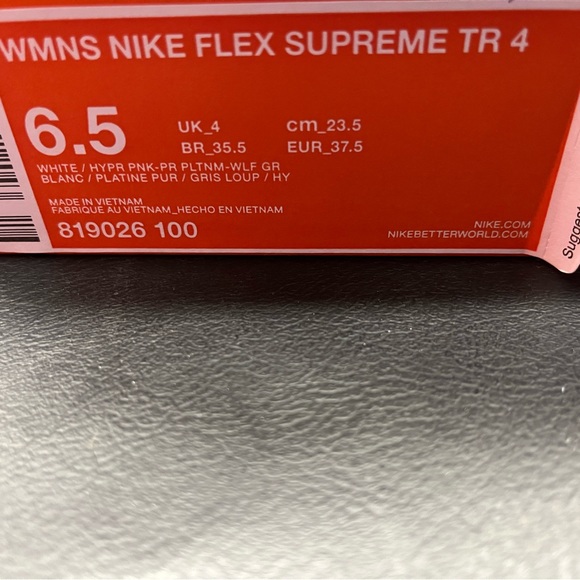 WMNS NIKE FLEX SUPREME TR 4
6.5
UK_4 cm_23.5
BR_35.5 EUR_37.5
WHITE / HYPR PNK-PR PLTNM-WLF GR
BLANC / PLATINE PUR / GRIS LOUP / HY
MADE IN VIETNAM
FABRIQUE AU VIETNAM_HECHO EN VIETNAM
819026 100
NIKE.COM
NIKEBETTERWORLD.COM
Suggest